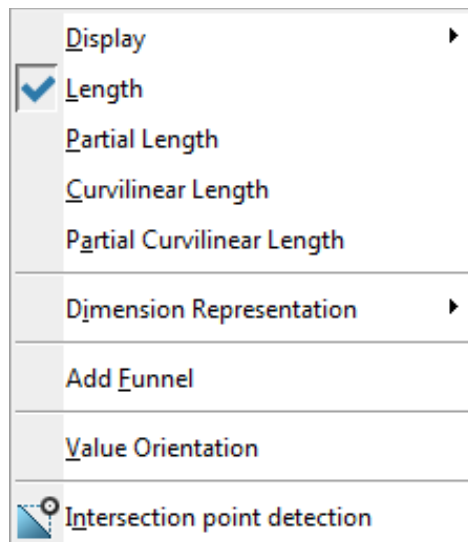 Display
Length
Partial Length
Curvilinear Length
Partial Curvilinear Length
Dimension Representation
Add Funnel
Value Orientation
Intersection point detection